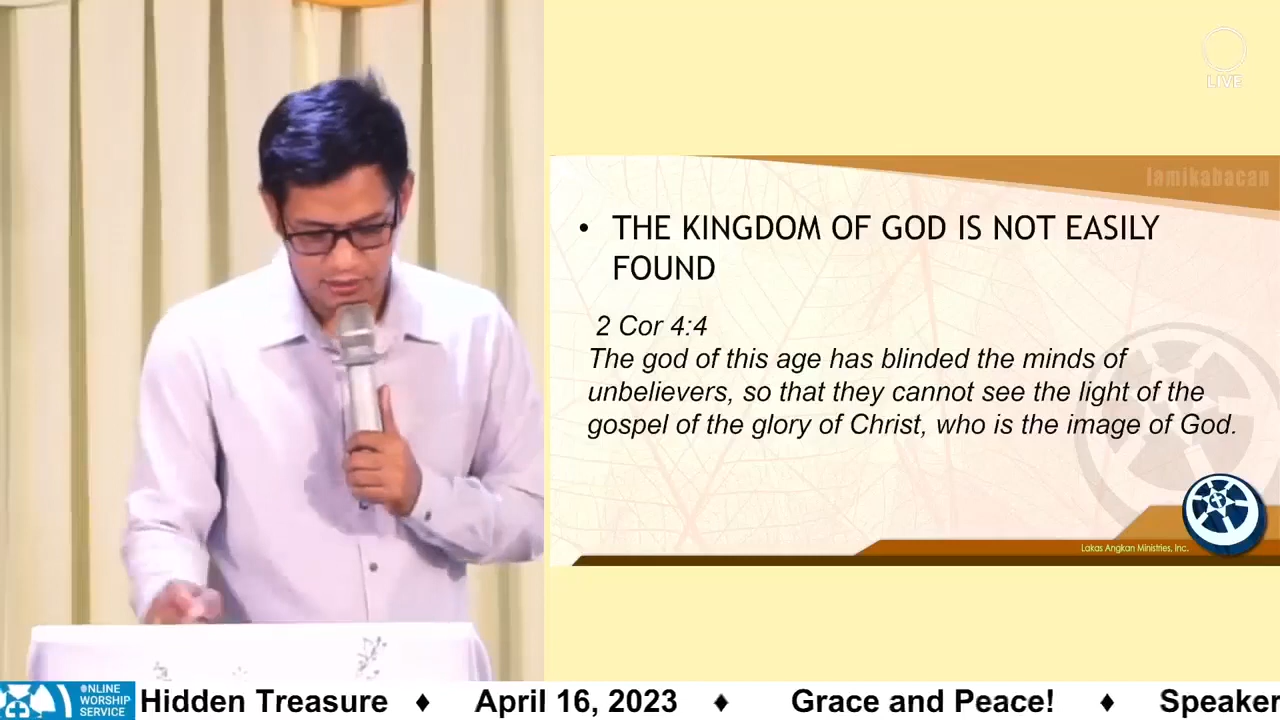 LIVE
lamikabacan
• THE KINGDOM OF GOD IS NOT EASILY
FOUND
2 Cor 4:4
The god of this age has blinded the minds of
unbelievers, so that they cannot see the light of the
gospel of the glory of Christ, who is the image of God.
Lakas Angkan Ministries, Inc.
ONLINE
WORSHIP
SERVICE
Hidden Treasure ♦ April 16, 2023 ♦ Grace and Peace! ♦ Speaker